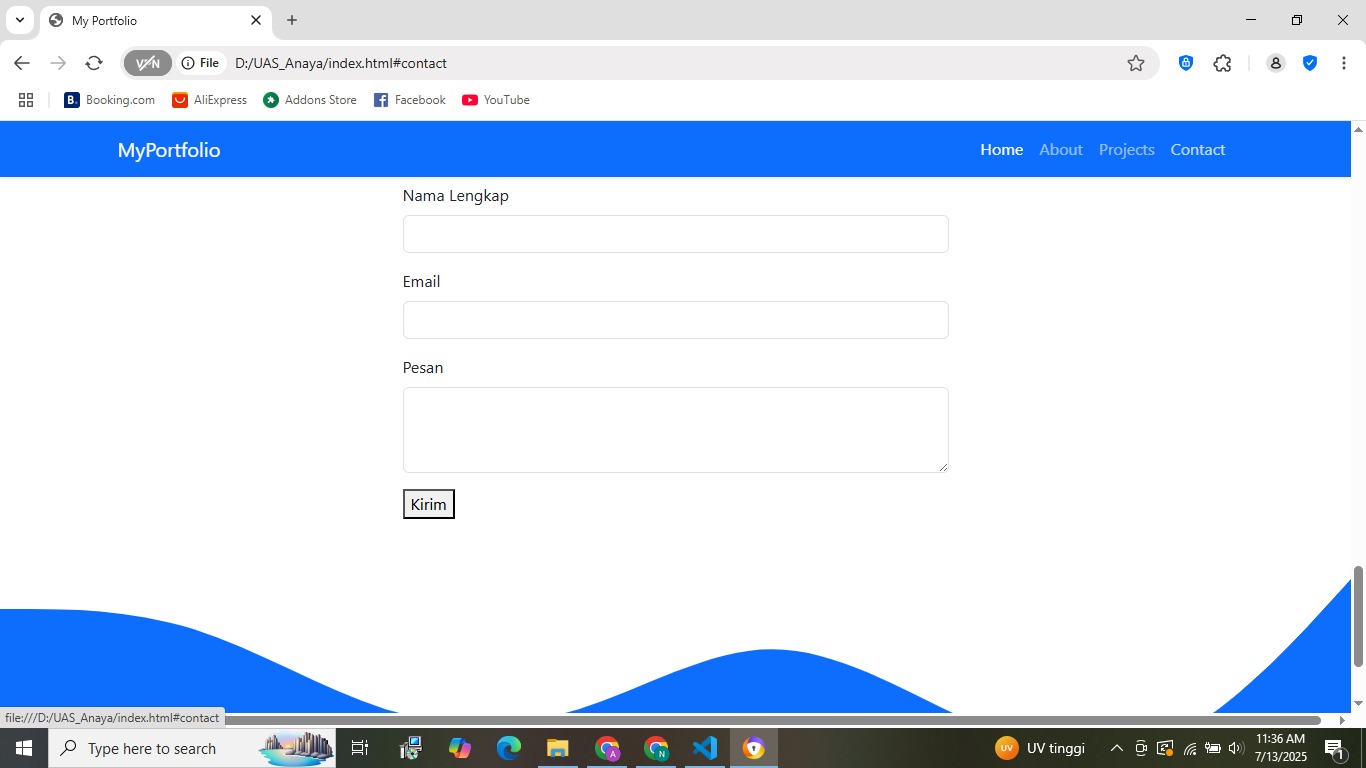 My Portfolio
VPN
File
D:/UAS_Anaya/index.html#contact
Booking.com
AliExpress
Addons Store
Facebook
YouTube
MyPortfolio
Home
About
Projects
Contact
Nama Lengkap
Email
Pesan
Kirim
file:///D:/UAS_Anaya/index.html#contact
Type here to search
UV
UV tinggi
11:36 AM
7/13/2025
1